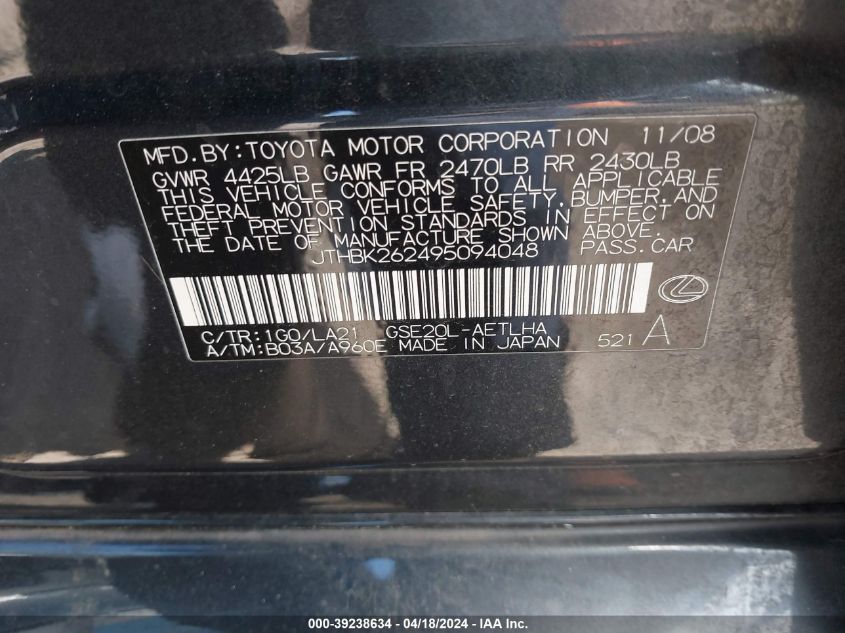 MFD.BY:TOYOTA MOTOR CORPORATION 11/08
GVWR 4425LB GAWR FR 2470LB RR 2430LB
THIS VEHICLE CONFORMS TO ALL APPLICABLE
FEDERAL MOTOR VEHICLE SAFETY,BUMPER,AND
THEFT PREVENTION STANDARDS IN EFFECT ON
THE DATE OF MANUFACTURE SHOWN ABOVE.
JTHBK262495094048 PASS.CAR
C/TR:1G0/LA21 GSE20L-AETLHA
A/TM:B03A/A960E MADE IN JAPAN 521 A
000-39238634 - 04/18/2024 - Copyright © IAA, Inc.